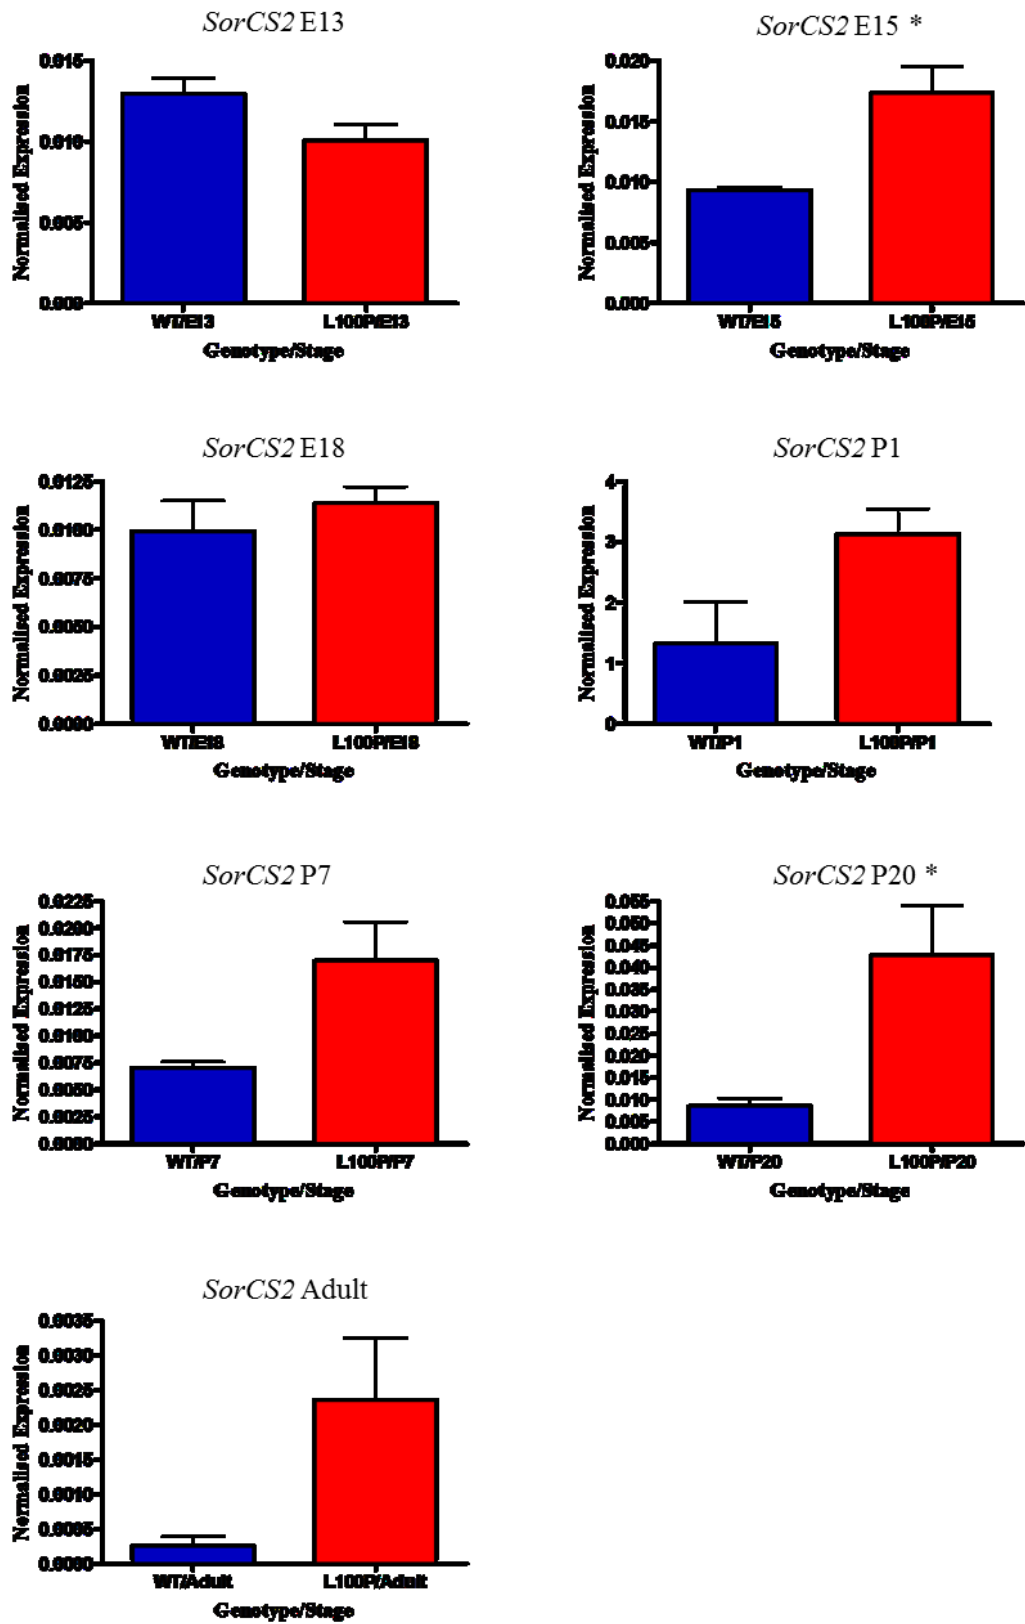 SorCS2 E13
Normalised Expression
0.015
0.010
0.005
0.000
WT/E13 L100P/E13
Genotype/Stage
SorCS2 E15 *
Normalised Expression
0.020
0.015
0.010
0.005
0.000
WT/E15 L100P/E15
Genotype/Stage
SorCS2 E18
Normalised Expression
0.0125
0.0100
0.0075
0.0050
0.0025
0.0000
WT/E18 L100P/E18
Genotype/Stage
SorCS2 P1
Normalised Expression
4
3
2
1
0
WT/P1 L100P/P1
Genotype/Stage
SorCS2 P7
Normalised Expression
0.0225
0.0200
0.0175
0.0150
0.0125
0.0100
0.0075
0.0050
0.0025
0.0000
WT/P7 L100P/P7
Genotype/Stage
SorCS2 P20 *
Normalised Expression
0.055
0.050
0.045
0.040
0.035
0.030
0.025
0.020
0.015
0.010
0.005
0.000
WT/P20 L100P/P20
Genotype/Stage
SorCS2 Adult
Normalised Expression
0.0035
0.0030
0.0025
0.0020
0.0015
0.0010
0.0005
0.0000
WT/Adult L100P/Adult
Genotype/Stage